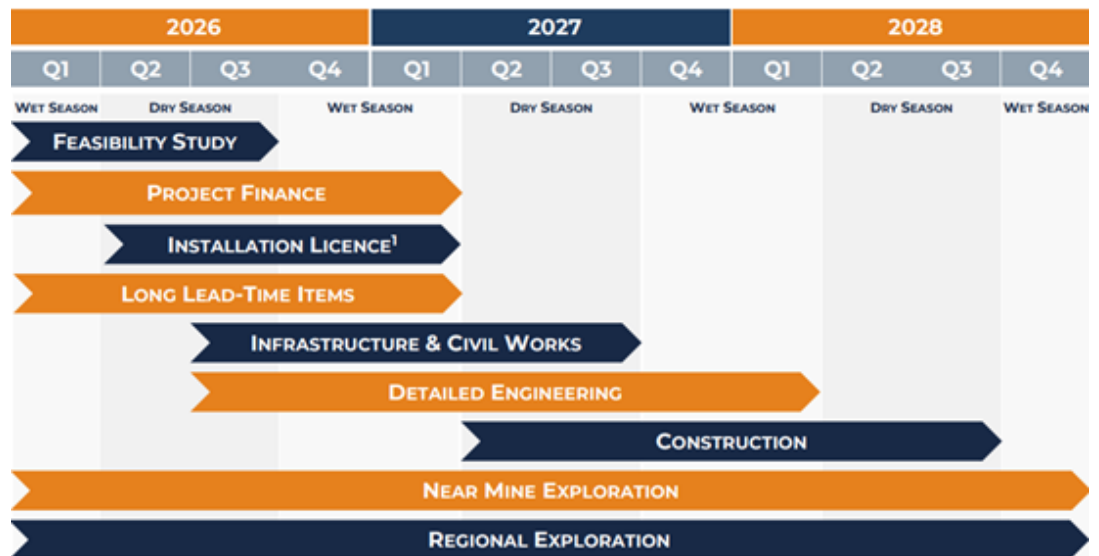 2026 2027 2028
Q1 Q2 Q3 Q4 Q1 Q2 Q3 Q4 Q1 Q2 Q3 Q4
WET SEASON DRY SEASON WET SEASON DRY SEASON WET SEASON DRY SEASON WET SEASON
FEASIBILITY STUDY
PROJECT FINANCE
INSTALLATION LICENCE¹
LONG LEAD-TIME ITEMS
INFRASTRUCTURE & CIVIL WORKS
DETAILED ENGINEERING
CONSTRUCTION
NEAR MINE EXPLORATION
REGIONAL EXPLORATION